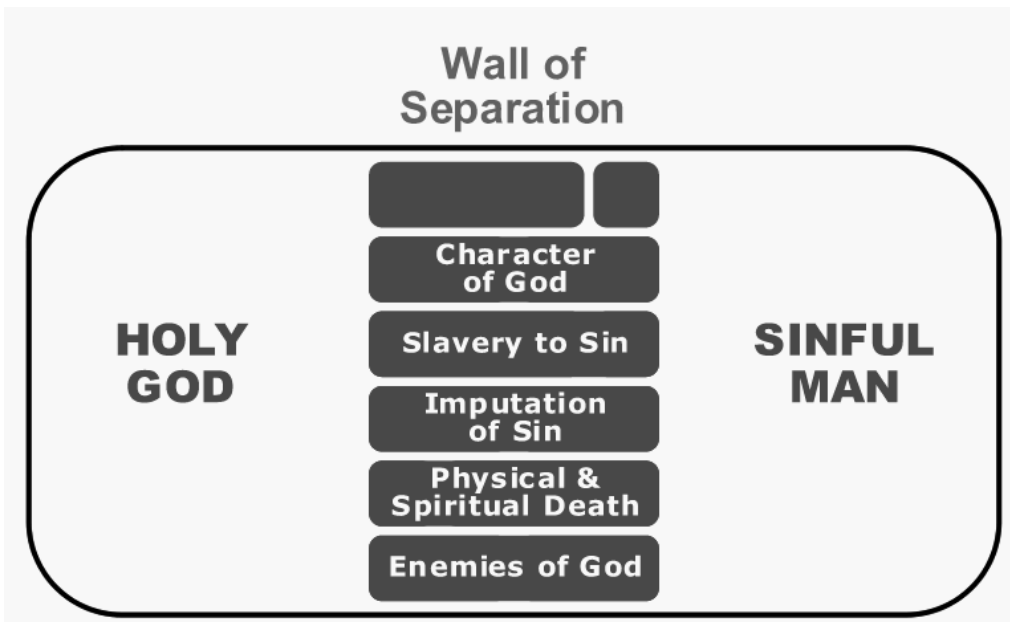 Wall of
Separation
HOLY
GOD
Character
of God
Slavery to Sin
Imputation
of Sin
Physical &
Spiritual Death
Enemies of God
SINFUL
MAN